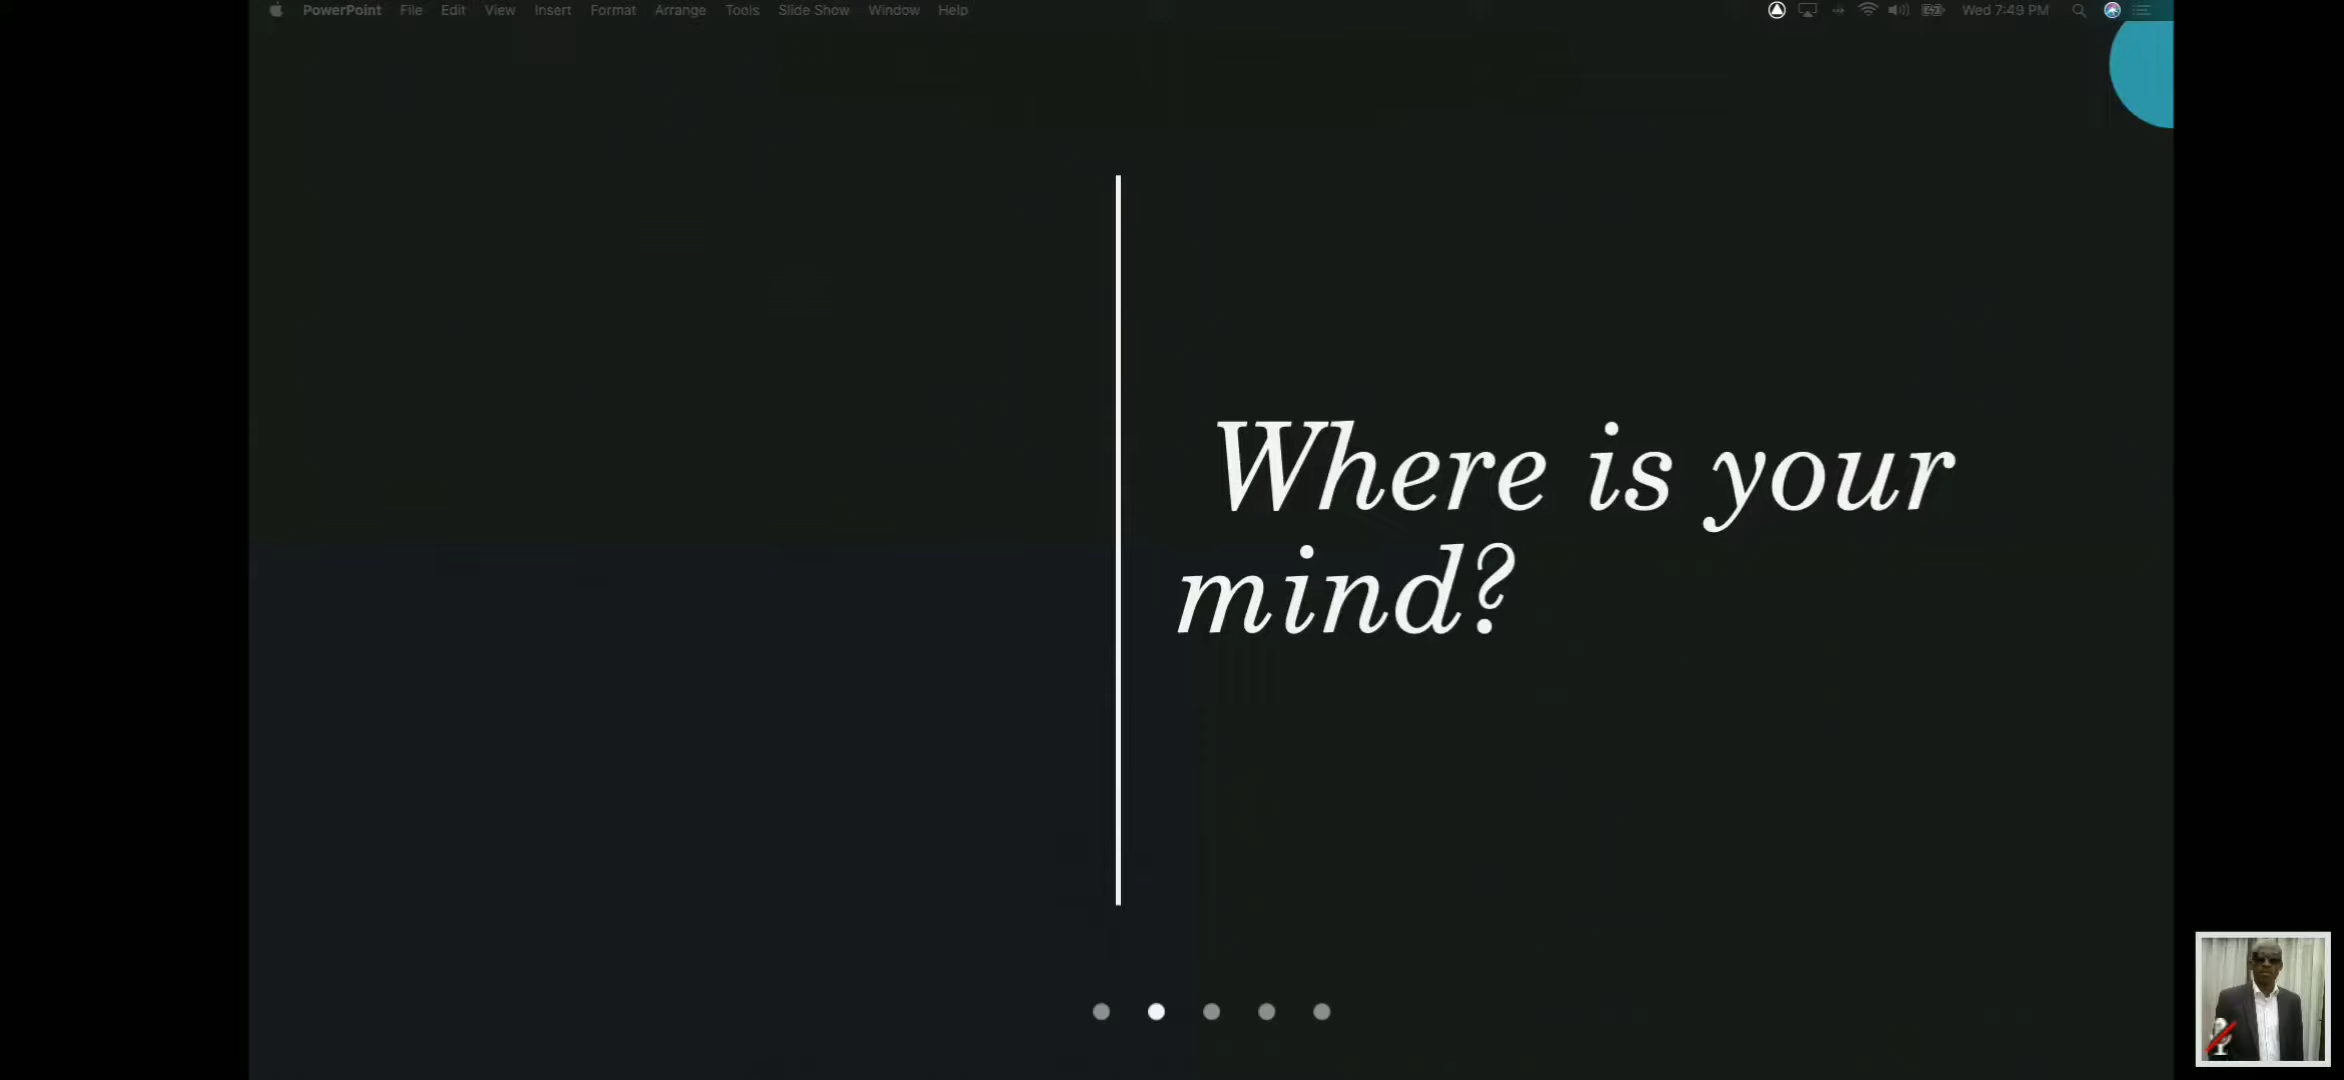 PowerPoint File Edit View Insert Format Arrange Tools Slide Show Window Help Wed 7:49 PM
Where is your
mind?